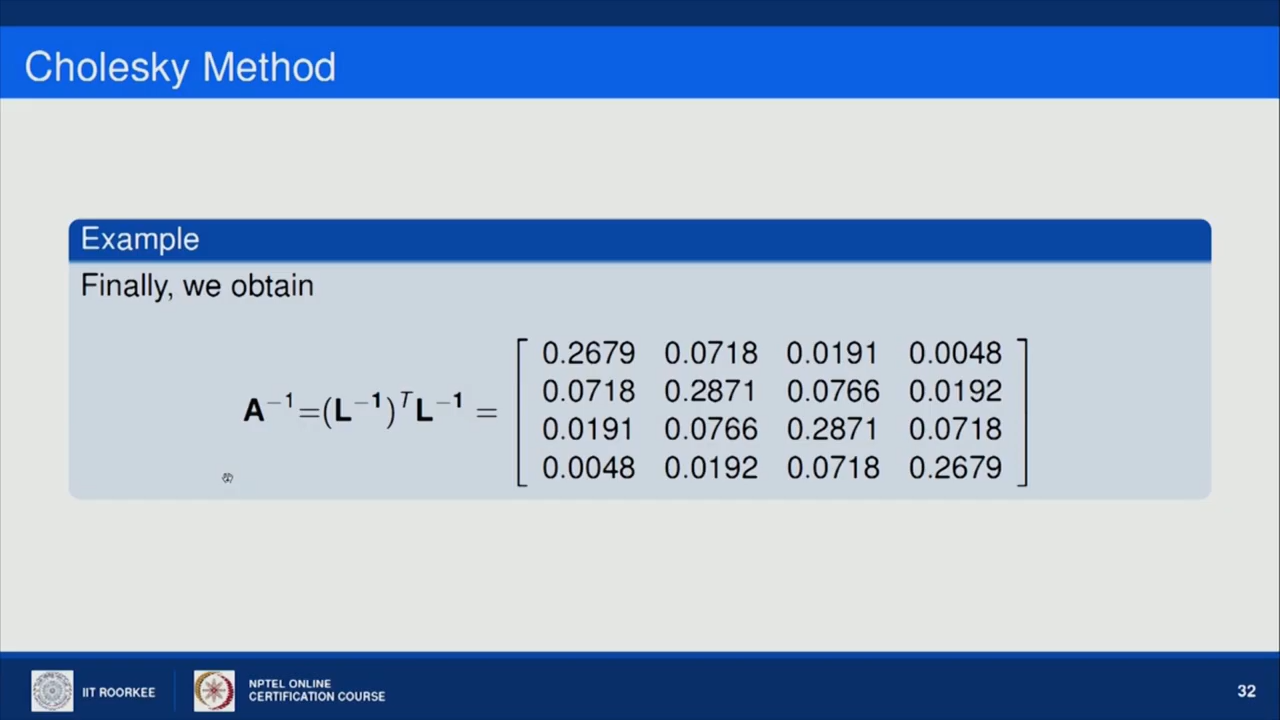 Cholesky Method
Example
Finally, we obtain
A⁻¹=(L⁻¹)ᵀL⁻¹ =
0.2679 0.0718 0.0191 0.0048
0.0718 0.2871 0.0766 0.0192
0.0191 0.0766 0.2871 0.0718
0.0048 0.0192 0.0718 0.2679
IIT ROORKEE
NPTEL ONLINE
CERTIFICATION COURSE
32